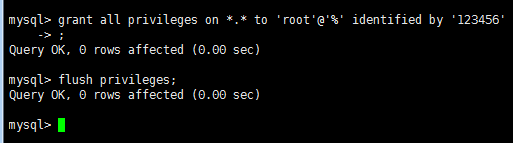 mysql> grant all privileges on *.* to 'root'@'%' identified by '123456'
    -> ;
Query OK, 0 rows affected (0.00 sec)
mysql> flush privileges;
Query OK, 0 rows affected (0.00 sec)
mysql>